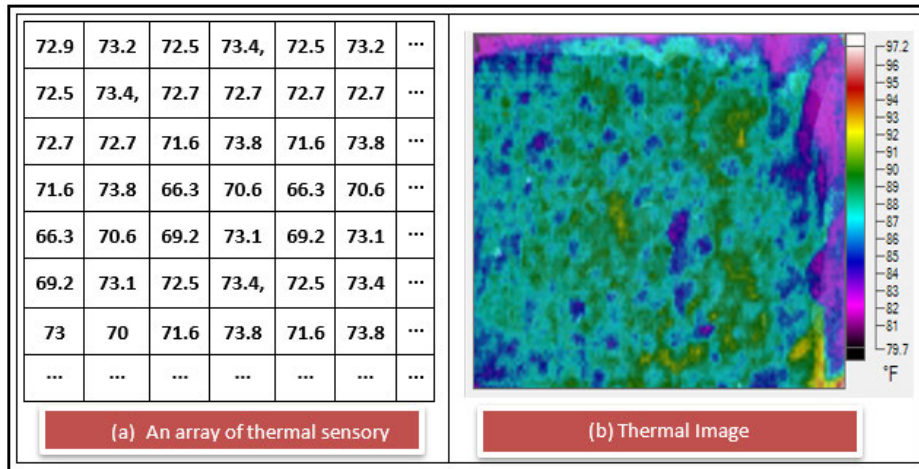 72.9 73.2 72.5 73.4, 72.5 73.2 ...
72.5 73.4, 72.7 72.7 72.7 72.7 ...
72.7 72.7 71.6 73.8 71.6 73.8 ...
71.6 73.8 66.3 70.6 66.3 70.6 ...
66.3 70.6 69.2 73.1 69.2 73.1 ...
69.2 73.1 72.5 73.4, 72.5 73.4 ...
73 70 71.6 73.8 71.6 73.8 ...
... ... ... ... ... ... ...
(a) An array of thermal sensory
97.2
96
95
94
93
92
91
90
89
88
87
86
85
84
83
82
81
79.7
°F
(b) Thermal Image